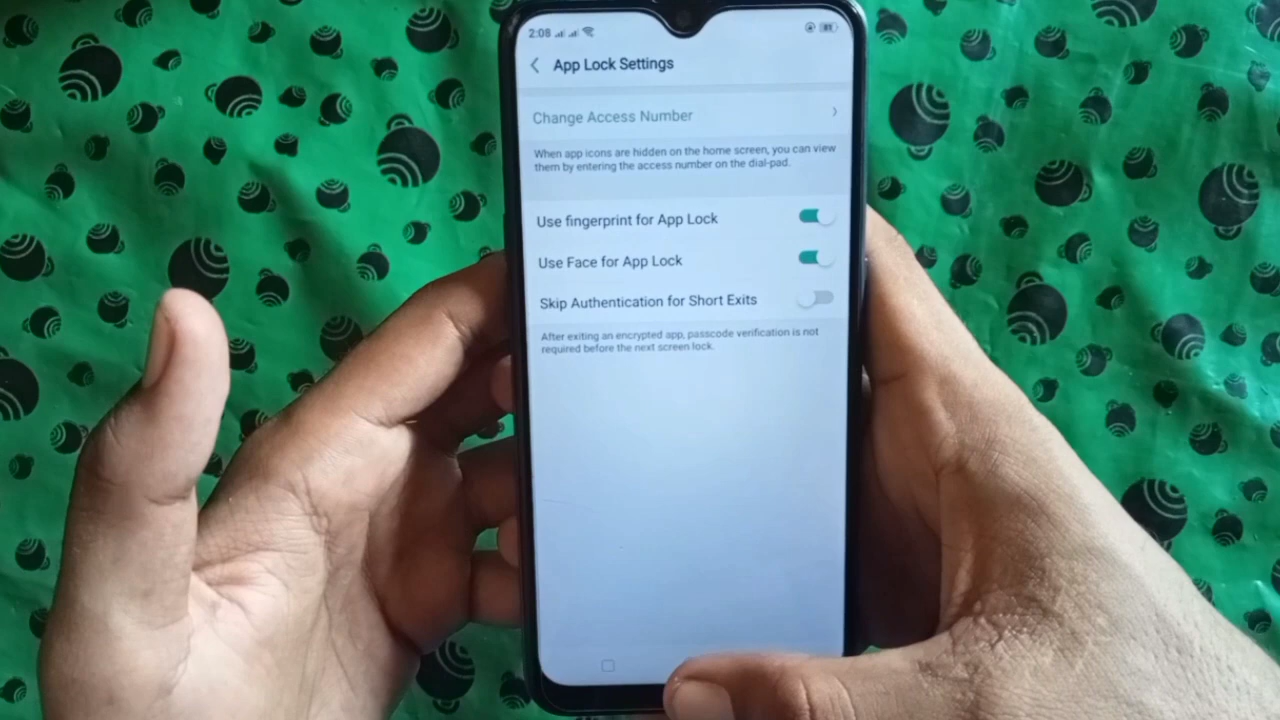 2:08
App Lock Settings
Change Access Number
When app icons are hidden on the home screen, you can view
them by entering the access number on the dial-pad.
Use fingerprint for App Lock
Use Face for App Lock
Skip Authentication for Short Exits
After exiting an encrypted app, passcode verification is not
required before the next screen lock.